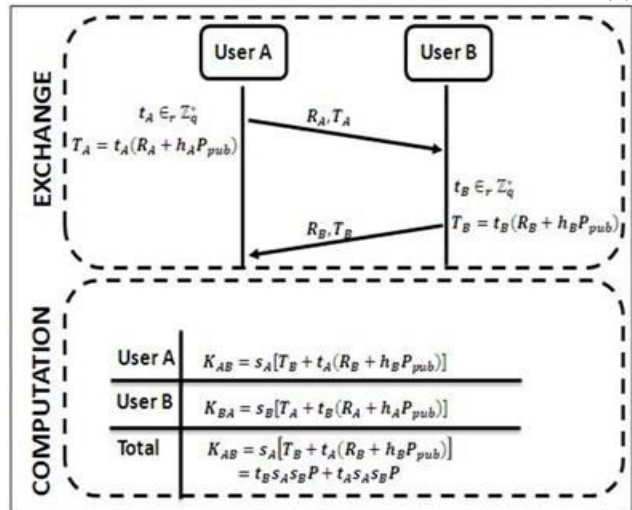 EXCHANGE
User A
User B
t_A ∈_r ℤ_q^*
R_A, T_A
T_A = t_A(R_A + h_A P_pub)
t_B ∈_r ℤ_q^*
R_B, T_B
T_B = t_B(R_B + h_B P_pub)
COMPUTATION
User A K_AB = s_A[T_B + t_A(R_B + h_B P_pub)]
User B K_BA = s_B[T_A + t_B(R_A + h_A P_pub)]
Total K_AB = s_A[T_B + t_A(R_B + h_B P_pub)]
= t_B s_A s_B P + t_A s_A s_B P